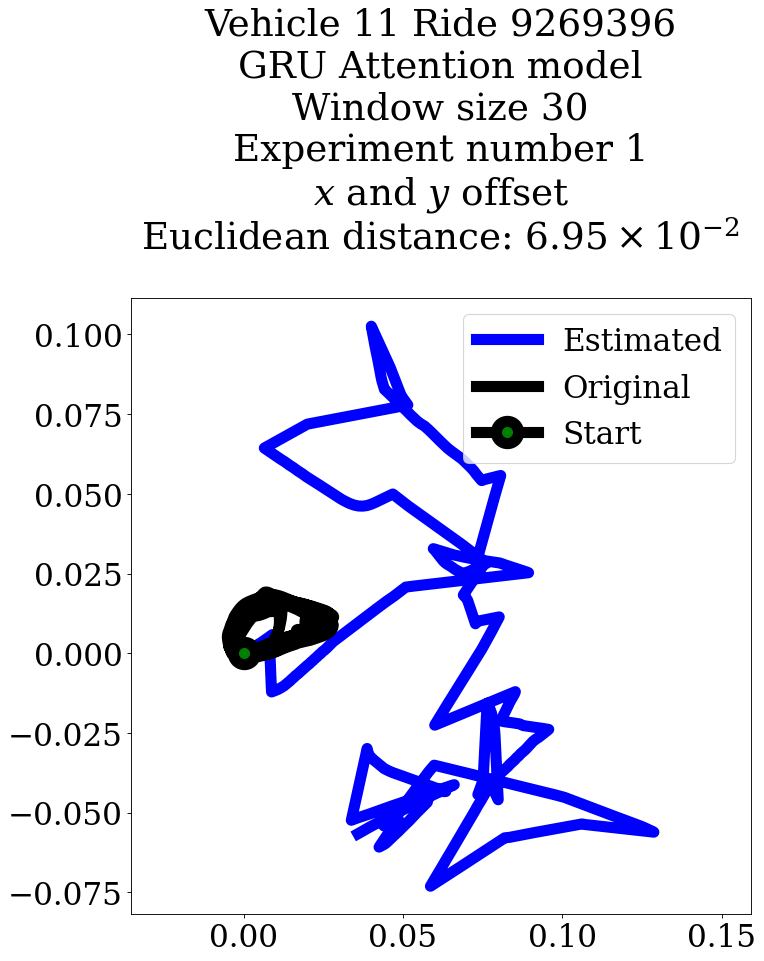 Vehicle 11 Ride 9269396
GRU Attention model
Window size 30
Experiment number 1
x and y offset
Euclidean distance: 6.95 × 10⁻²
Estimated
Original
Start
0.100
0.075
0.050
0.025
0.000
−0.025
−0.050
−0.075
0.00 0.05 0.10 0.15